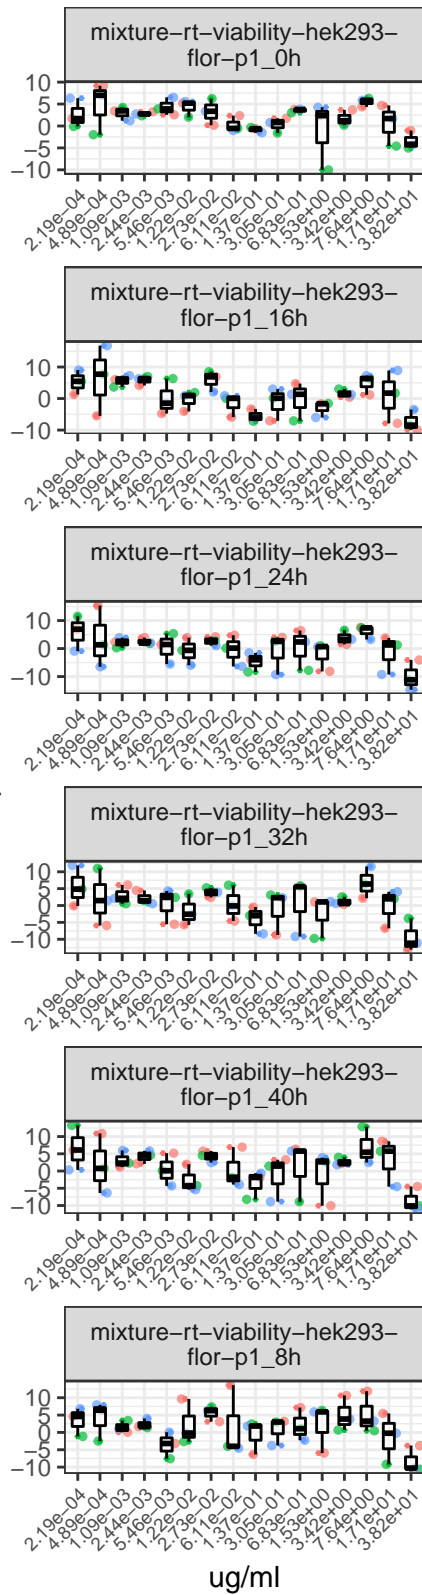 mixture−rt−viability−hek293−
flor−p1_0h
10
5
0
−5
−10
2.19e−04
4.89e−04
1.09e−03
2.44e−03
5.46e−03
1.22e−02
2.73e−02
6.11e−02
1.37e−01
3.05e−01
6.83e−01
1.53e+00
3.42e+00
7.64e+00
1.71e+01
3.82e+01
mixture−rt−viability−hek293−
flor−p1_16h
10
5
0
−5
−10
2.19e−04
4.89e−04
1.09e−03
2.44e−03
5.46e−03
1.22e−02
2.73e−02
6.11e−02
1.37e−01
3.05e−01
6.83e−01
1.53e+00
3.42e+00
7.64e+00
1.71e+01
3.82e+01
mixture−rt−viability−hek293−
flor−p1_24h
10
5
0
−5
−10
2.19e−04
4.89e−04
1.09e−03
2.44e−03
5.46e−03
1.22e−02
2.73e−02
6.11e−02
1.37e−01
3.05e−01
6.83e−01
1.53e+00
3.42e+00
7.64e+00
1.71e+01
3.82e+01
mixture−rt−viability−hek293−
flor−p1_32h
10
5
0
−5
−10
2.19e−04
4.89e−04
1.09e−03
2.44e−03
5.46e−03
1.22e−02
2.73e−02
6.11e−02
1.37e−01
3.05e−01
6.83e−01
1.53e+00
3.42e+00
7.64e+00
1.71e+01
3.82e+01
mixture−rt−viability−hek293−
flor−p1_40h
10
5
0
−5
−10
2.19e−04
4.89e−04
1.09e−03
2.44e−03
5.46e−03
1.22e−02
2.73e−02
6.11e−02
1.37e−01
3.05e−01
6.83e−01
1.53e+00
3.42e+00
7.64e+00
1.71e+01
3.82e+01
mixture−rt−viability−hek293−
flor−p1_8h
10
5
0
−5
−10
2.19e−04
4.89e−04
1.09e−03
2.44e−03
5.46e−03
1.22e−02
2.73e−02
6.11e−02
1.37e−01
3.05e−01
6.83e−01
1.53e+00
3.42e+00
7.64e+00
1.71e+01
3.82e+01
ug/ml